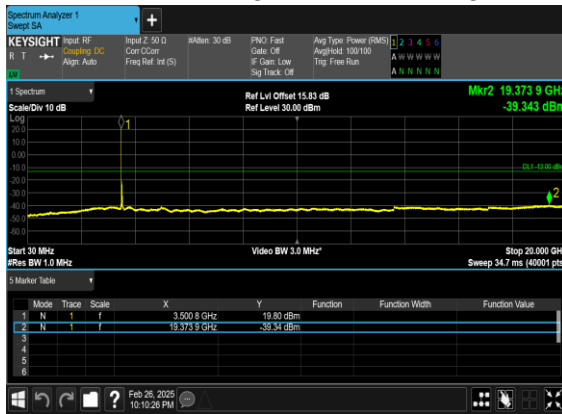 Spectrum Analyzer 1
Swept SA
+
KEYSIGHT Input: RF Input Z: 50 Ω #Atten: 30 dB PNO: Fast Avg Type: Power (RMS) 1 2 3 4 5 6
R T Coupling: DC Corr CCorr Gate: Off Avg|Hold: 100/100 A W W W W W
Align: Auto Freq Ref: Int (S) IF Gain: Low Trig: Free Run
Sig Track: Off A N N N N N
1 Spectrum Ref Lvl Offset 15.83 dB Mkr2 19.373 9 GHz
Scale/Div 10 dB Ref Level 30.00 dBm -39.343 dBm
Log
20.0 1
10.0
0.00
-10.0 DL1 -13.00 dBm
-20.0
-30.0 2
-40.0
-50.0
-60.0
Start 30 MHz Video BW 3.0 MHz* Stop 20.000 GHz
#Res BW 1.0 MHz Sweep 34.7 ms (40001 pts)
5 Marker Table
Mode Trace Scale X Y Function Function Width Function Value
1 N 1 f 3.500 8 GHz 19.80 dBm
2 N 1 f 19.373 9 GHz -39.34 dBm
3
4
5
6
? Feb 26, 2025
10:10:26 PM